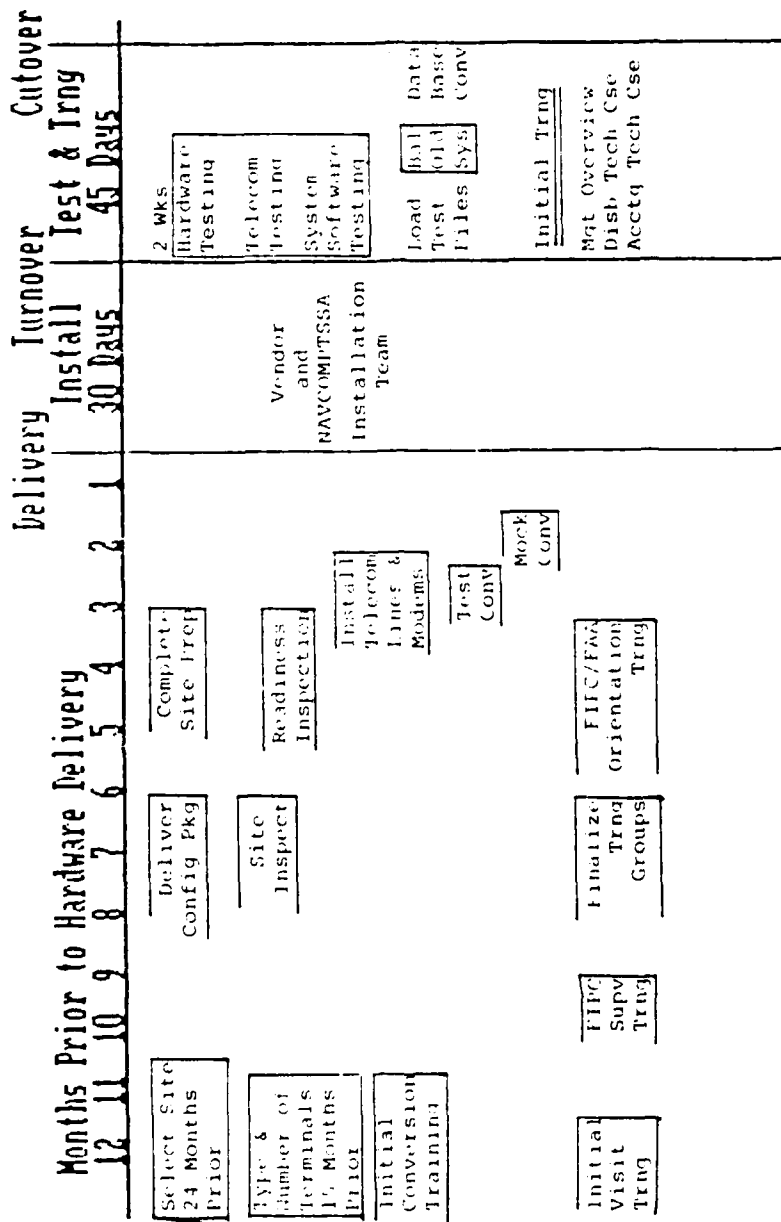 Months Prior to Hardware Delivery
Delivery Turnover Cutover
Install Test & Trng
12 11 10 9 8 7 6 5 4 3 2 1 30 Days 45 Days
Select Site
24 Months
Prior
Type &
Number of
Terminals
Months
Prior
Initial
Conversion
Training
Initial
Visit
Trng
Supv
Trng
Deliver
Config Pkg
Site
Inspect
Finalize
Trng
Groups
Complete
Site Prep
Readiness
Inspection
Install
Telecom
Lines &
Modems
Test
Conv
Mock
Conv
Orientation
Trng
Vendor
and
NAVCOMPTSSA
Installation
Team
2 Wks
Hardware
Testing
Telecom
Testing
System
Software
Testing
Load
Test
Files
Bal
Old
Sys
Data
Base
Conv
Initial Trng
Mgt Overview
Disb Tech Cse
Acctg Tech Cse